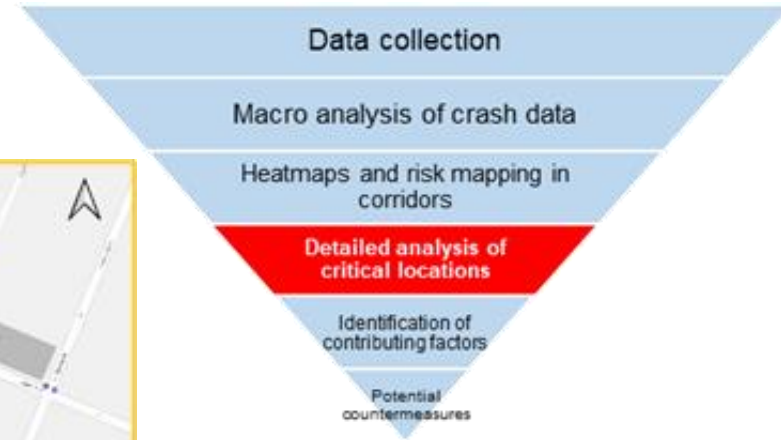 Data collection
Macro analysis of crash data
Heatmaps and risk mapping in
corridors
Detailed analysis of
critical locations
Identification of
contributing factors
Potential
countermeasures